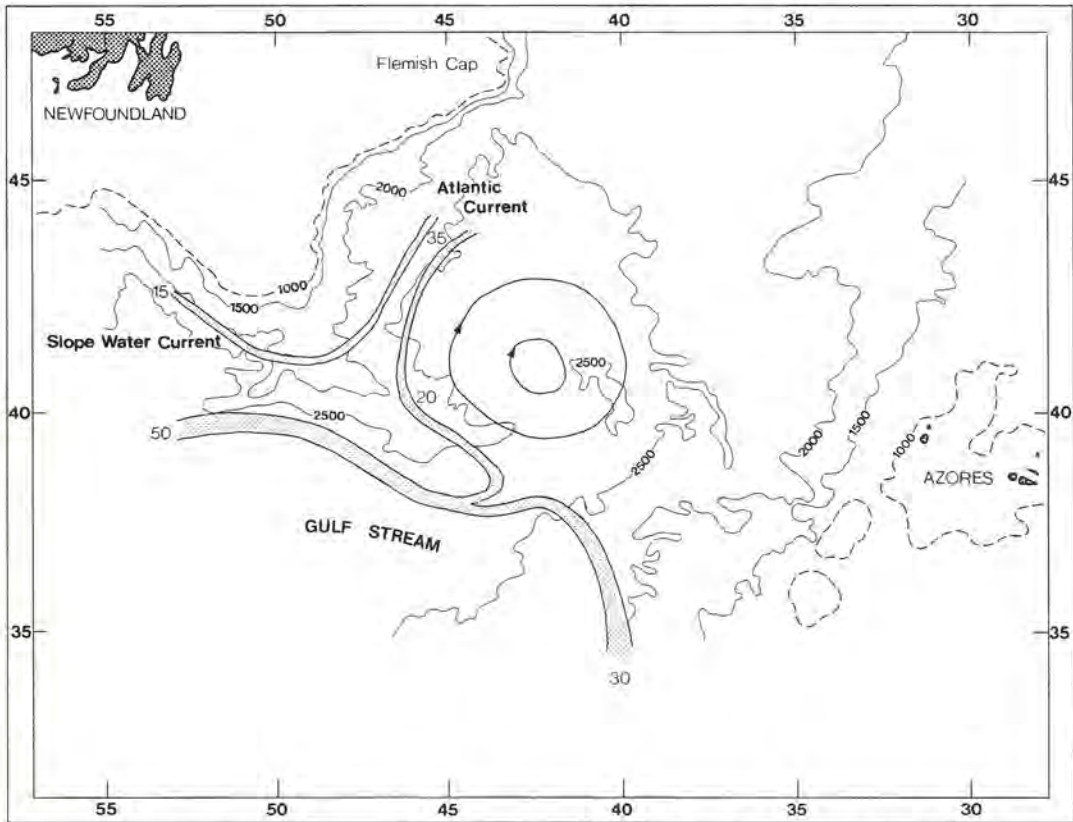 55 50 45 40 35 30
Flemish Cap
NEWFOUNDLAND
45 45
2000
Atlantic
Current
35
15
1500
1000
Slope Water Current
2500
20
40 40
2500
50
2500
2000
1500
1000
AZORES
GULF STREAM
35 35
30
55 50 45 40 35 30